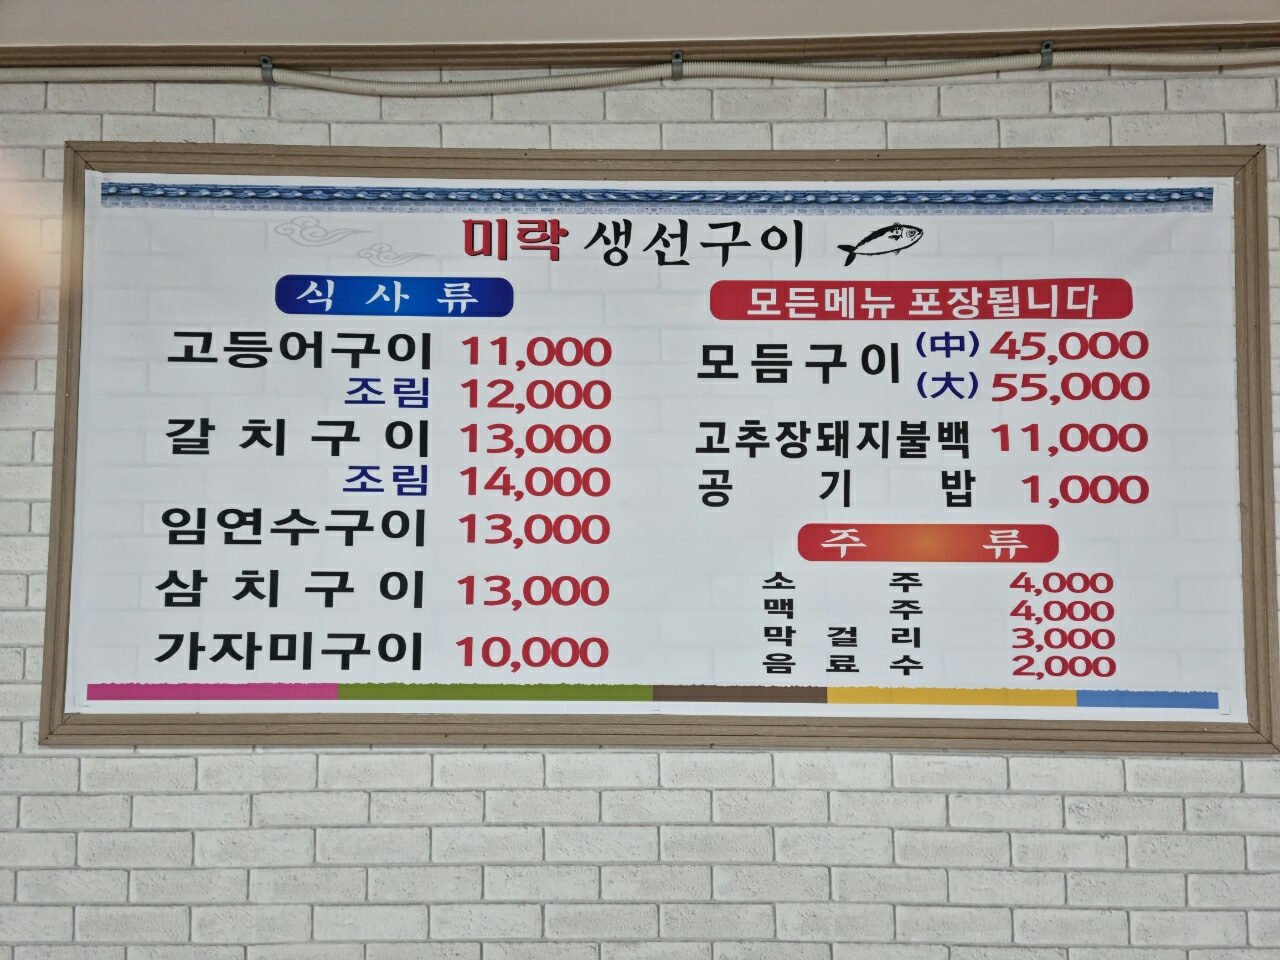 미락 생선구이
식 사 류
고등어구이 11,000
조림 12,000
갈 치 구 이 13,000
조림 14,000
임연수구이 13,000
삼 치 구 이 13,000
가자미구이 10,000
모든메뉴 포장됩니다
모듬구이 (中) 45,000
(大) 55,000
고추장돼지불백 11,000
공 기 밥 1,000
주 류
소 주 4,000
맥 주 4,000
막 걸 리 3,000
음 료 수 2,000